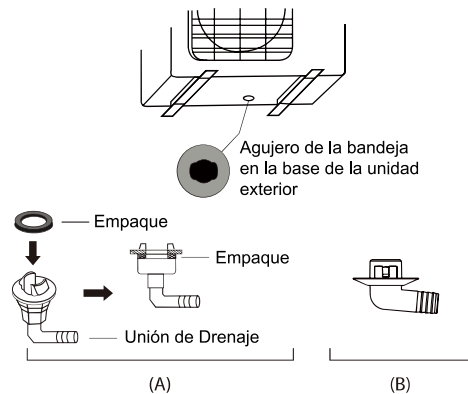 Agujero de la bandeja
en la base de la unidad
exterior
Empaque
Empaque
Unión de Drenaje
(A)
(B)